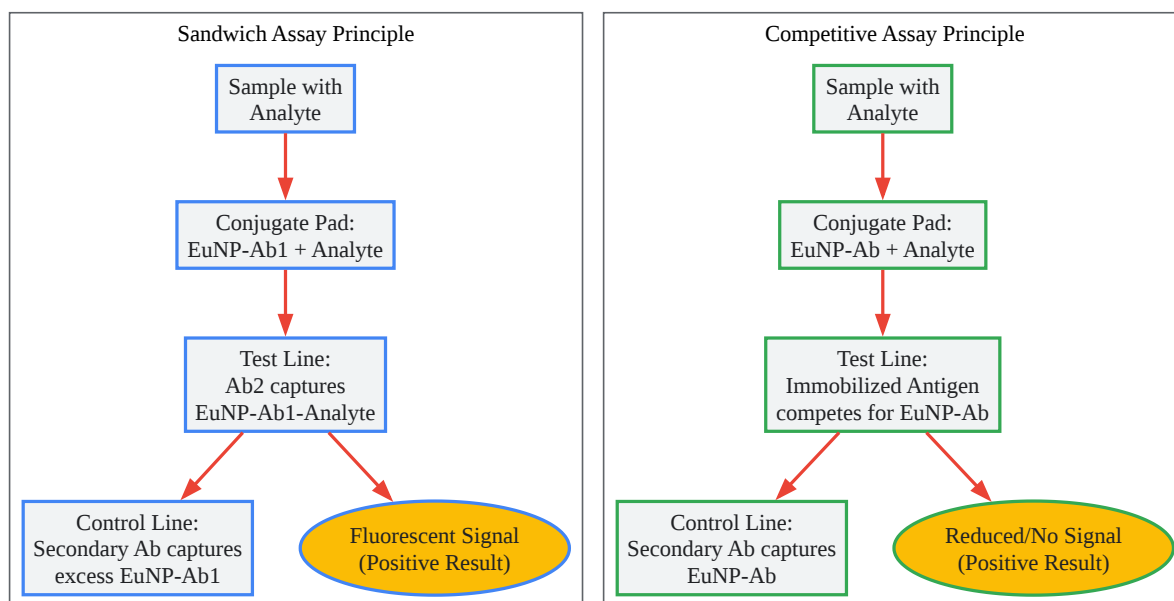 Sandwich Assay Principle
Sample with
Analyte
Conjugate Pad:
EuNP-Ab1 + Analyte
Test Line:
Ab2 captures
EuNP-Ab1-Analyte
Control Line:
Secondary Ab captures
excess EuNP-Ab1
Fluorescent Signal
(Positive Result)
Competitive Assay Principle
Sample with
Analyte
Conjugate Pad:
EuNP-Ab + Analyte
Test Line:
Immobilized Antigen
competes for EuNP-Ab
Control Line:
Secondary Ab captures
EuNP-Ab
Reduced/No Signal
(Positive Result)